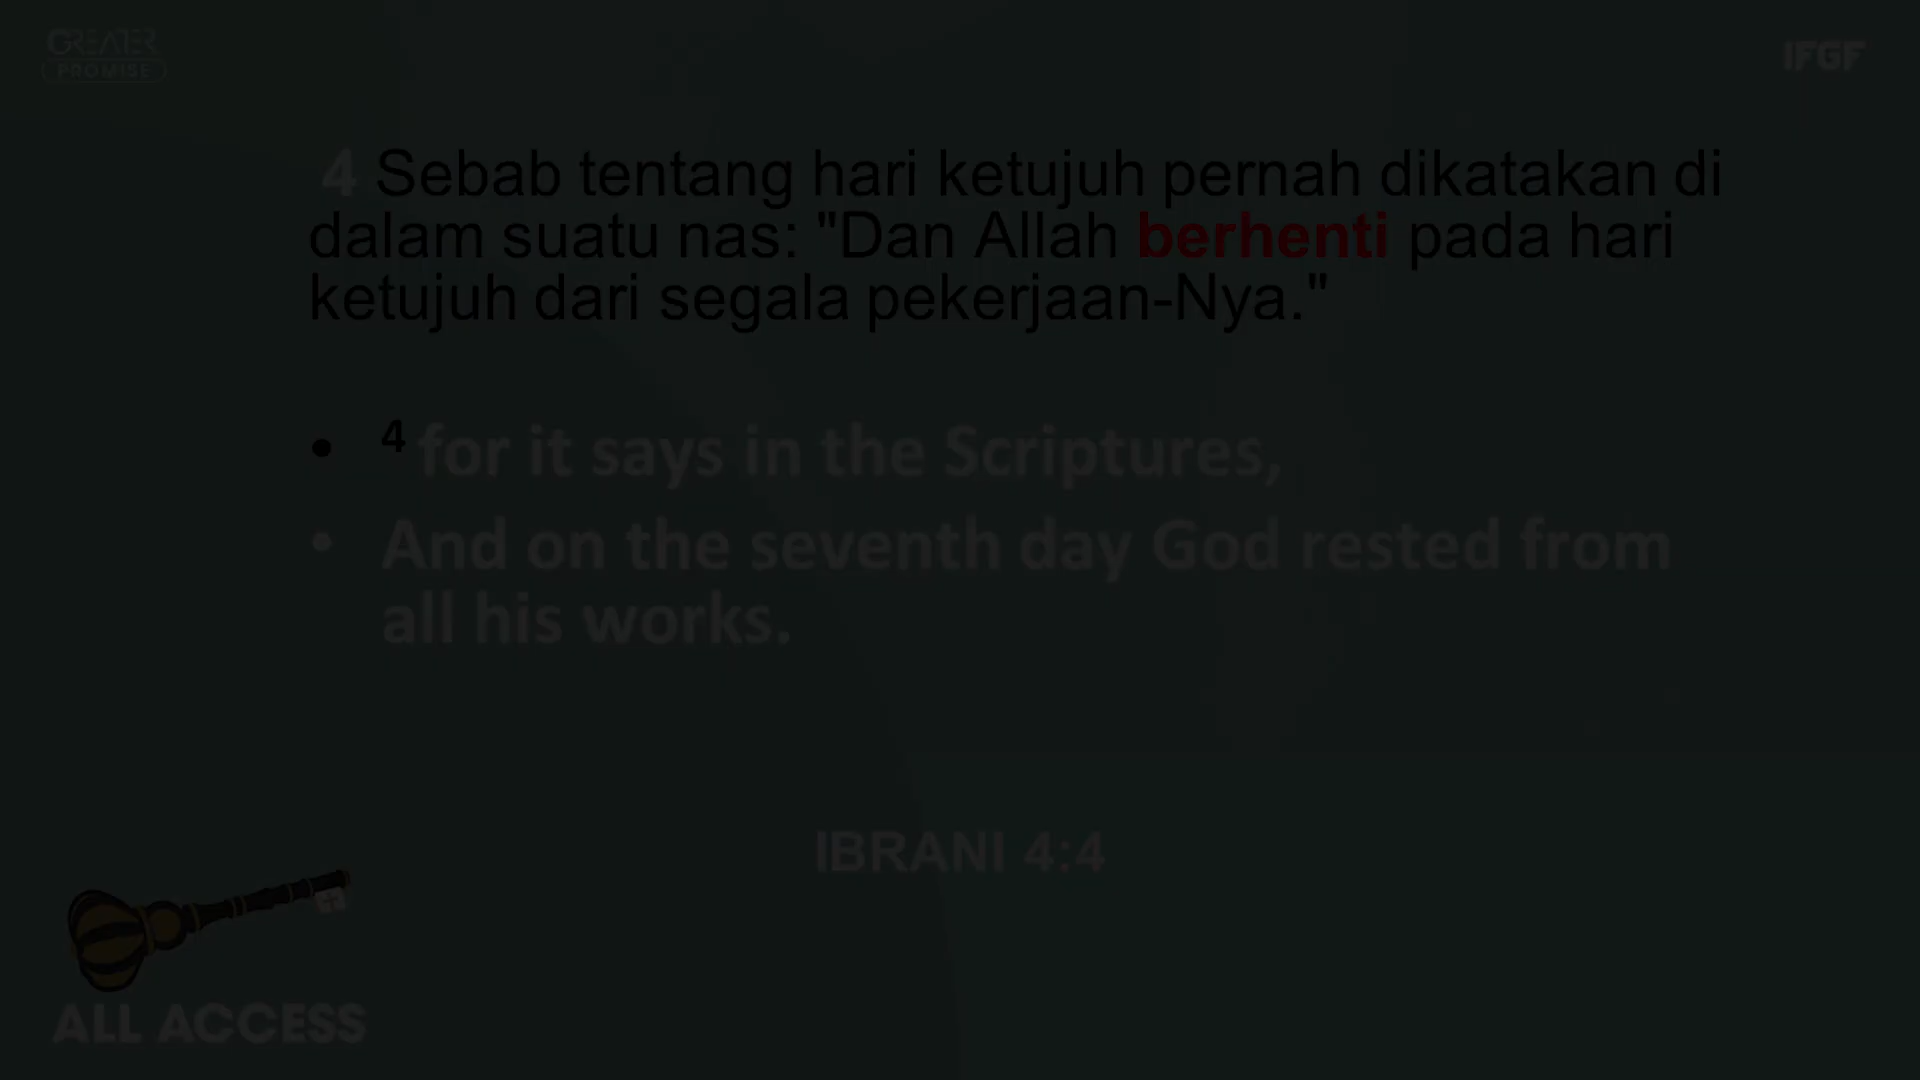 GREATER
PROMISE
IFGF
4 Sebab tentang hari ketujuh pernah dikatakan di
dalam suatu nas: "Dan Allah berhenti pada hari
ketujuh dari segala pekerjaan-Nya."
• 4 for it says in the Scriptures,
• And on the seventh day God rested from
all his works.
IBRANI 4:4
ALL ACCESS